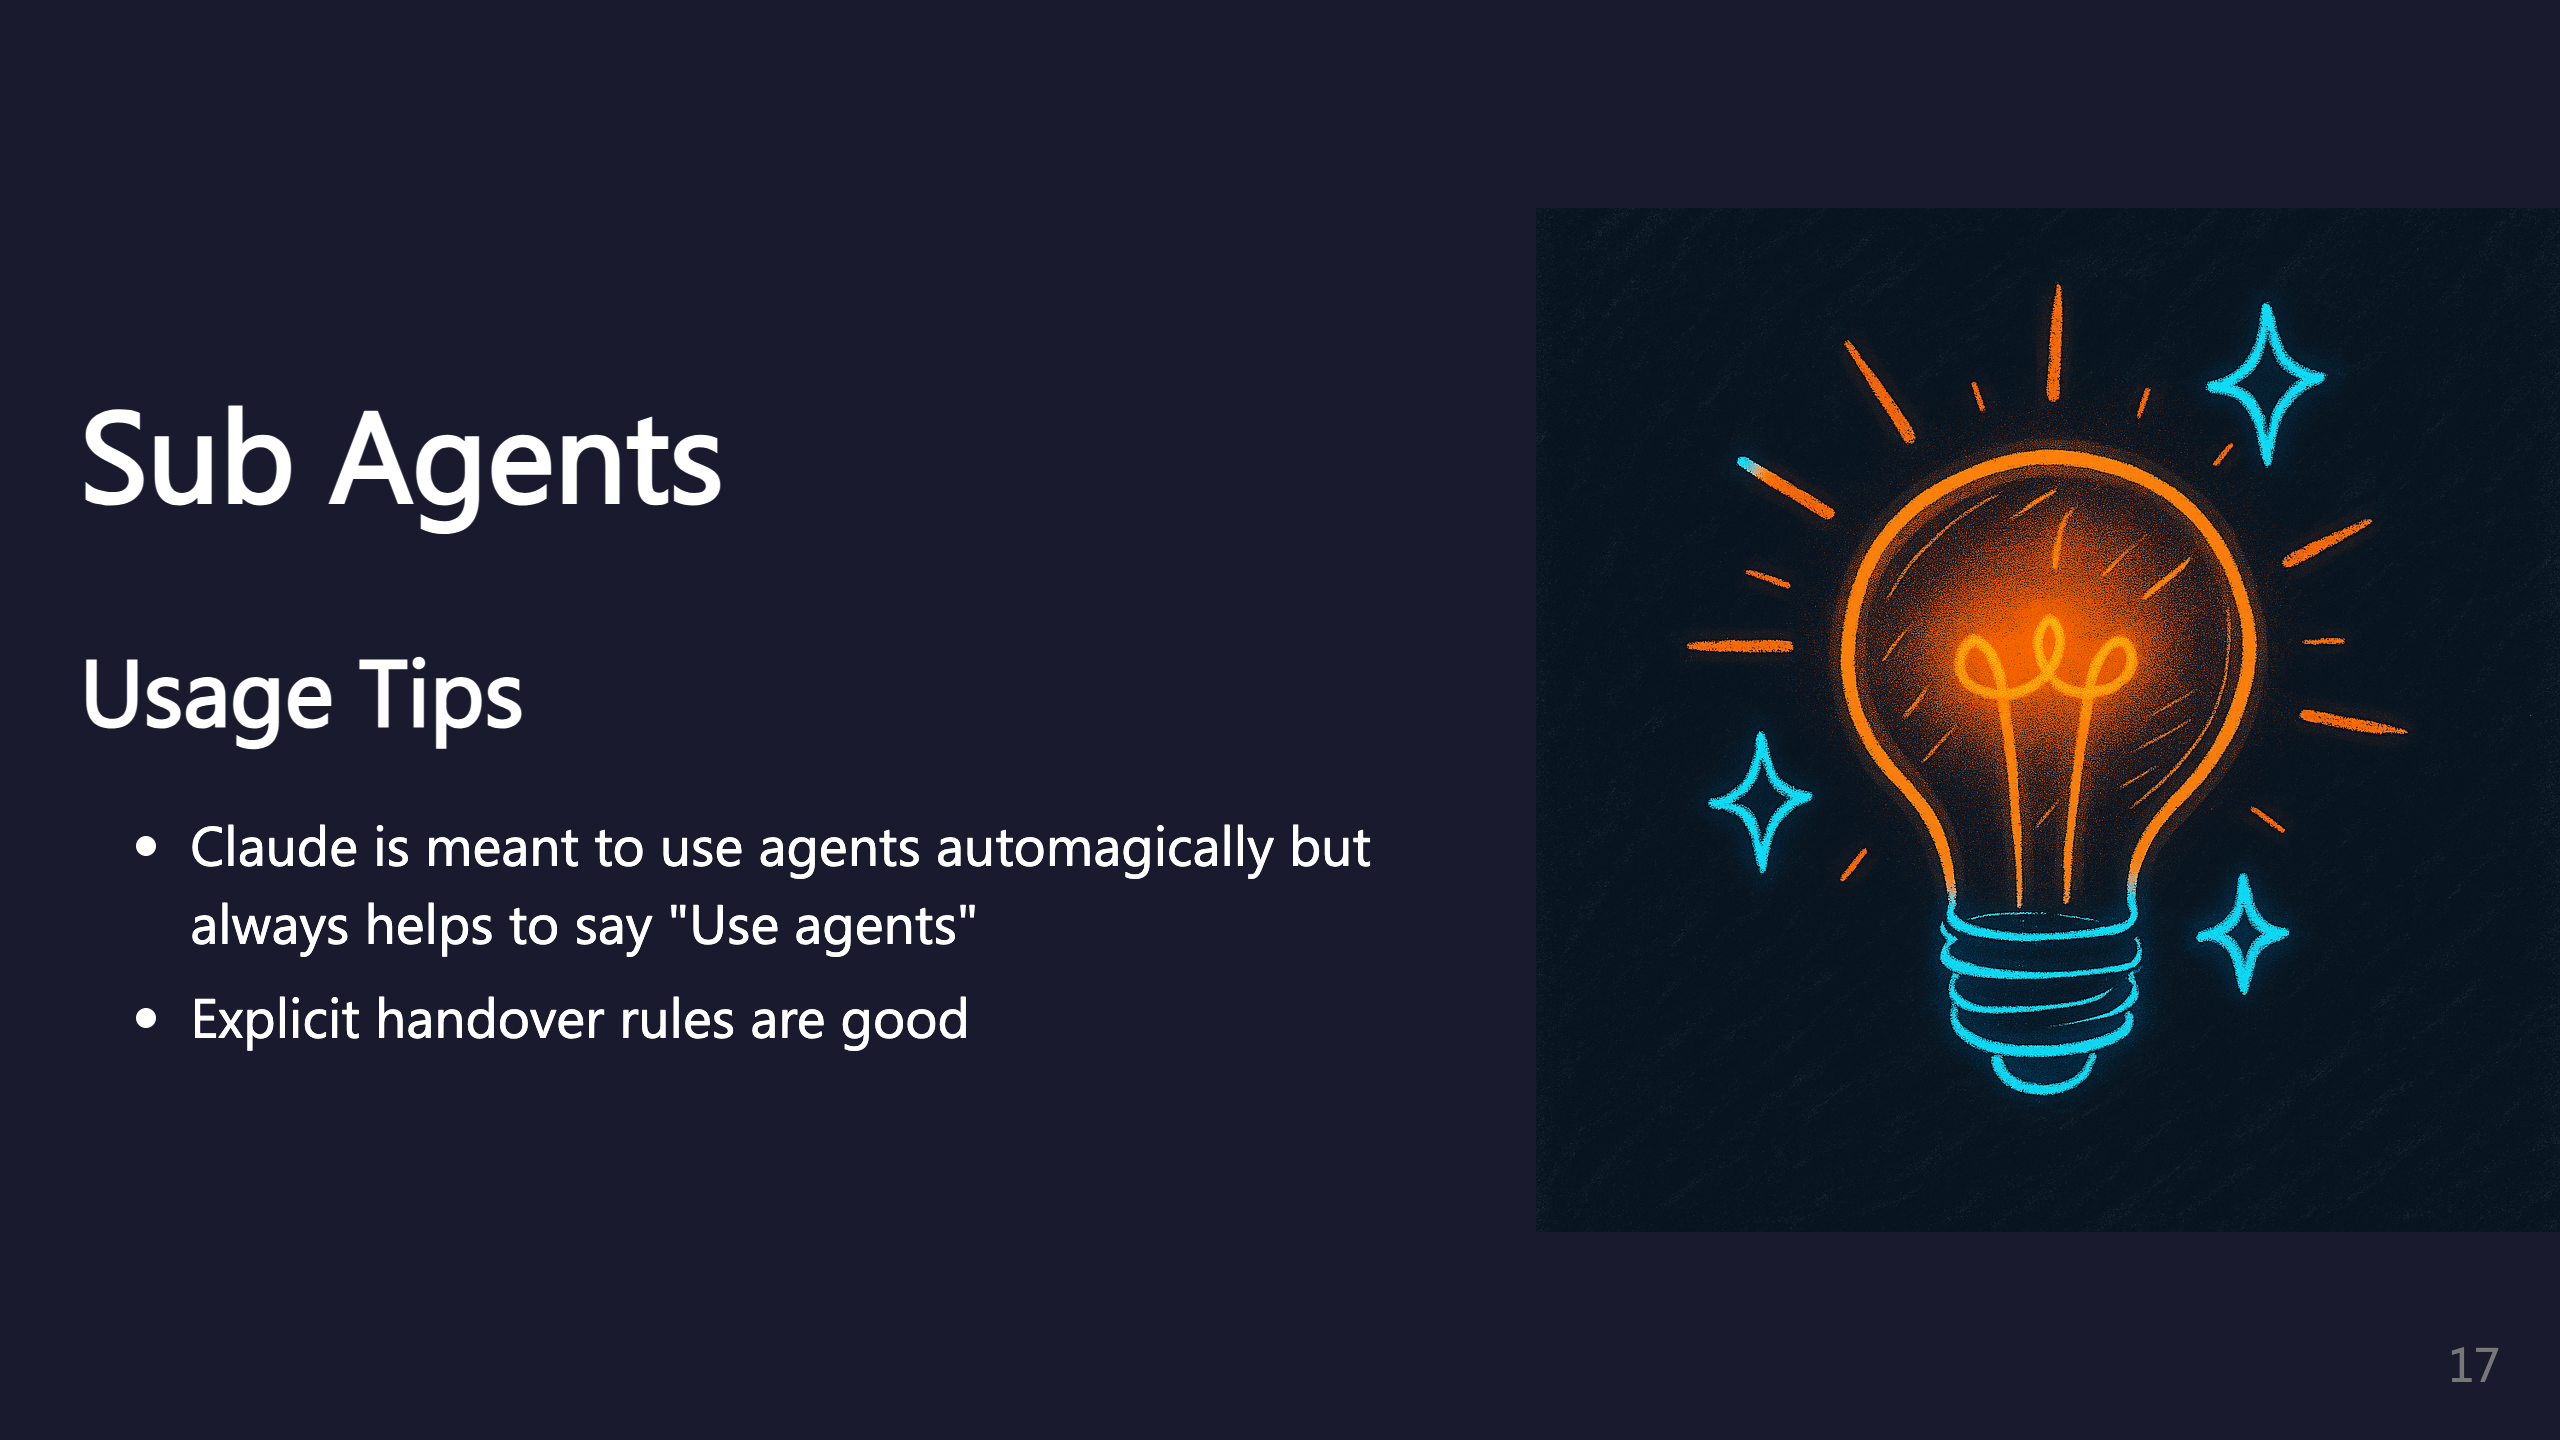 Sub Agents
Usage Tips
• Claude is meant to use agents automagically but
always helps to say "Use agents"
• Explicit handover rules are good
17